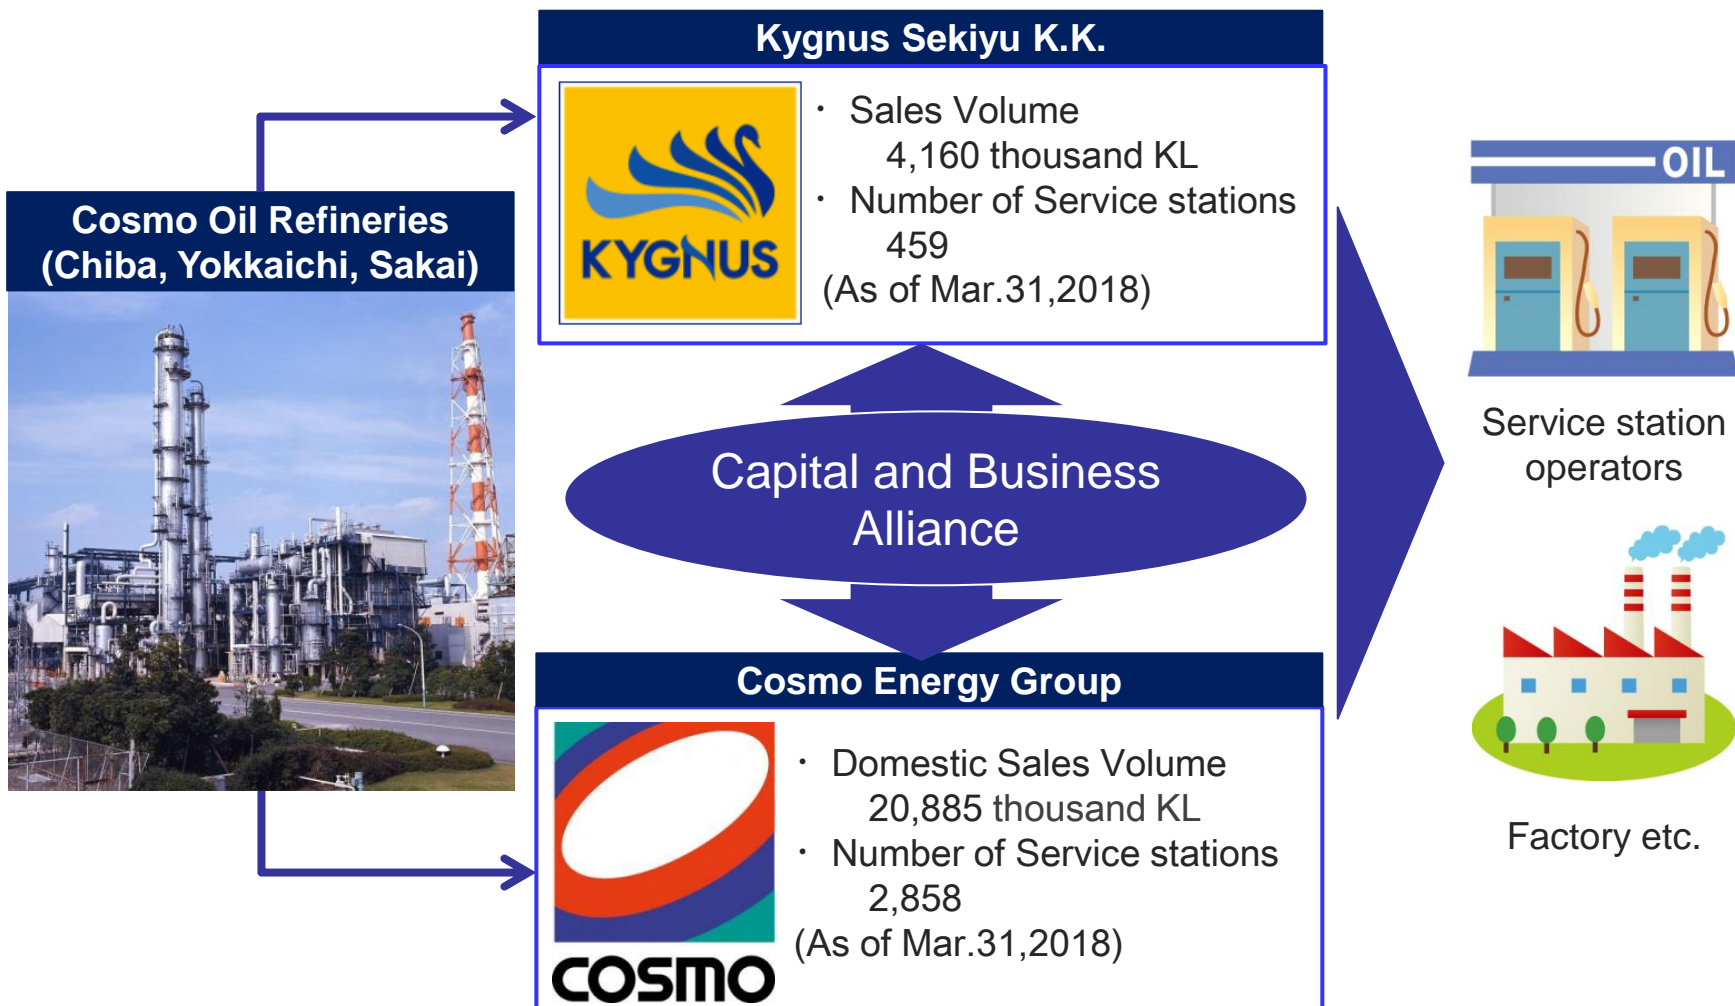 Kygnus Sekiyu K.K.
KYGNUS
· Sales Volume
4,160 thousand KL
· Number of Service stations
459
(As of Mar.31,2018)
Cosmo Oil Refineries
(Chiba, Yokkaichi, Sakai)
Capital and Business
Alliance
Cosmo Energy Group
COSMO
· Domestic Sales Volume
20,885 thousand KL
· Number of Service stations
2,858
(As of Mar.31,2018)
OIL
Service station
operators
Factory etc.